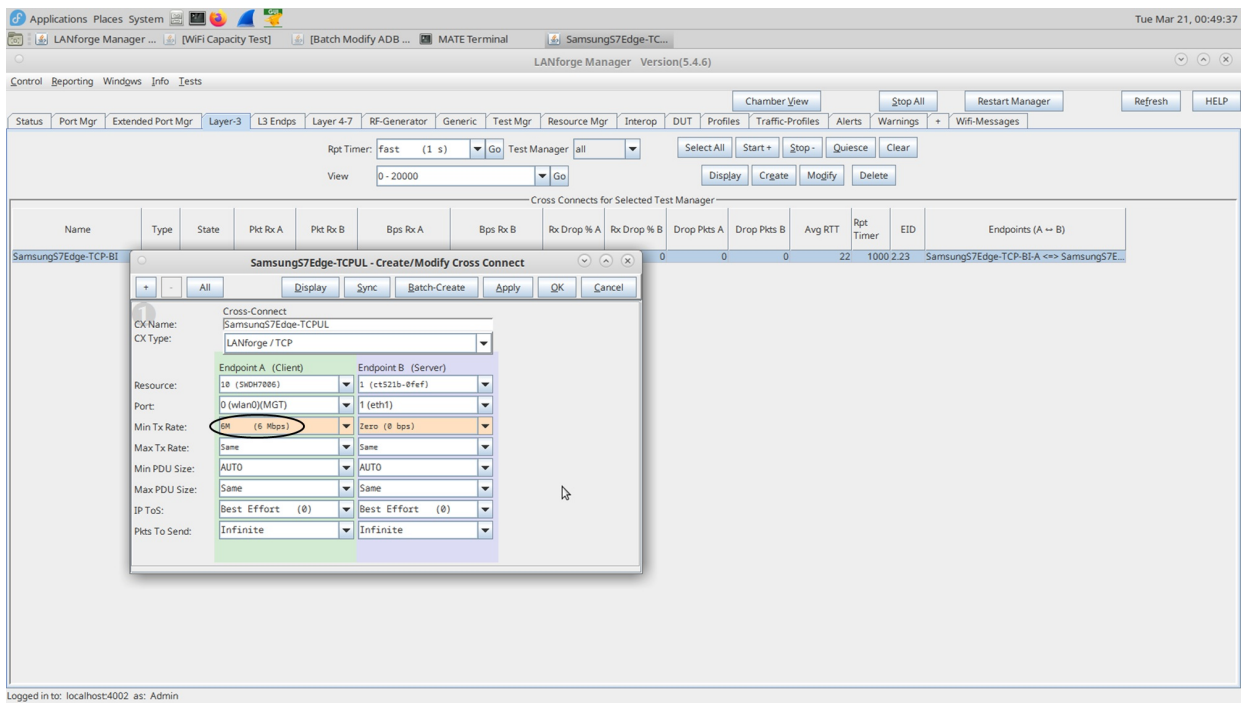 Applications Places System Tue Mar 21, 00:49:37
LANforge Manager ... [WiFi Capacity Test] [Batch Modify ADB ... MATE Terminal SamsungS7Edge-TC...
LANforge Manager Version(5.4.6)
Control Reporting Windows Info Tests
Chamber View Stop All Restart Manager Refresh HELP
Status Port Mgr Extended Port Mgr Layer-3 L3 Endps Layer 4-7 RF-Generator Generic Test Mgr Resource Mgr Interop DUT Profiles Traffic-Profiles Alerts Warnings + Wifi-Messages
Rpt Timer: fast (1 s) Go Test Manager all Select All Start + Stop - Quiesce Clear
View 0 - 20000 Go Display Create Modify Delete
Cross Connects for Selected Test Manager
Name Type State Pkt Rx A Pkt Rx B Bps Rx A Bps Rx B Rx Drop % A Rx Drop % B Drop Pkts A Drop Pkts B Avg RTT Rpt Timer EID Endpoints (A ↔ B)
SamsungS7Edge-TCP-BI 0 0 0 22 1000 2.23 SamsungS7Edge-TCP-BI-A <=> SamsungS7E...
SamsungS7Edge-TCPUL - Create/Modify Cross Connect
+ - All Display Sync Batch-Create Apply OK Cancel
1
Cross-Connect
CX Name: SamsungS7Edge-TCPUL
CX Type: LANforge / TCP
Endpoint A (Client) Endpoint B (Server)
Resource: 10 (SWDH7006) 1 (ct521b-0fef)
Port: 0 (wlan0)(MGT) 1 (eth1)
Min Tx Rate: 6M (6 Mbps) Zero (0 bps)
Max Tx Rate: Same Same
Min PDU Size: AUTO AUTO
Max PDU Size: Same Same
IP ToS: Best Effort (0) Best Effort (0)
Pkts To Send: Infinite Infinite
Logged in to: localhost:4002 as: Admin